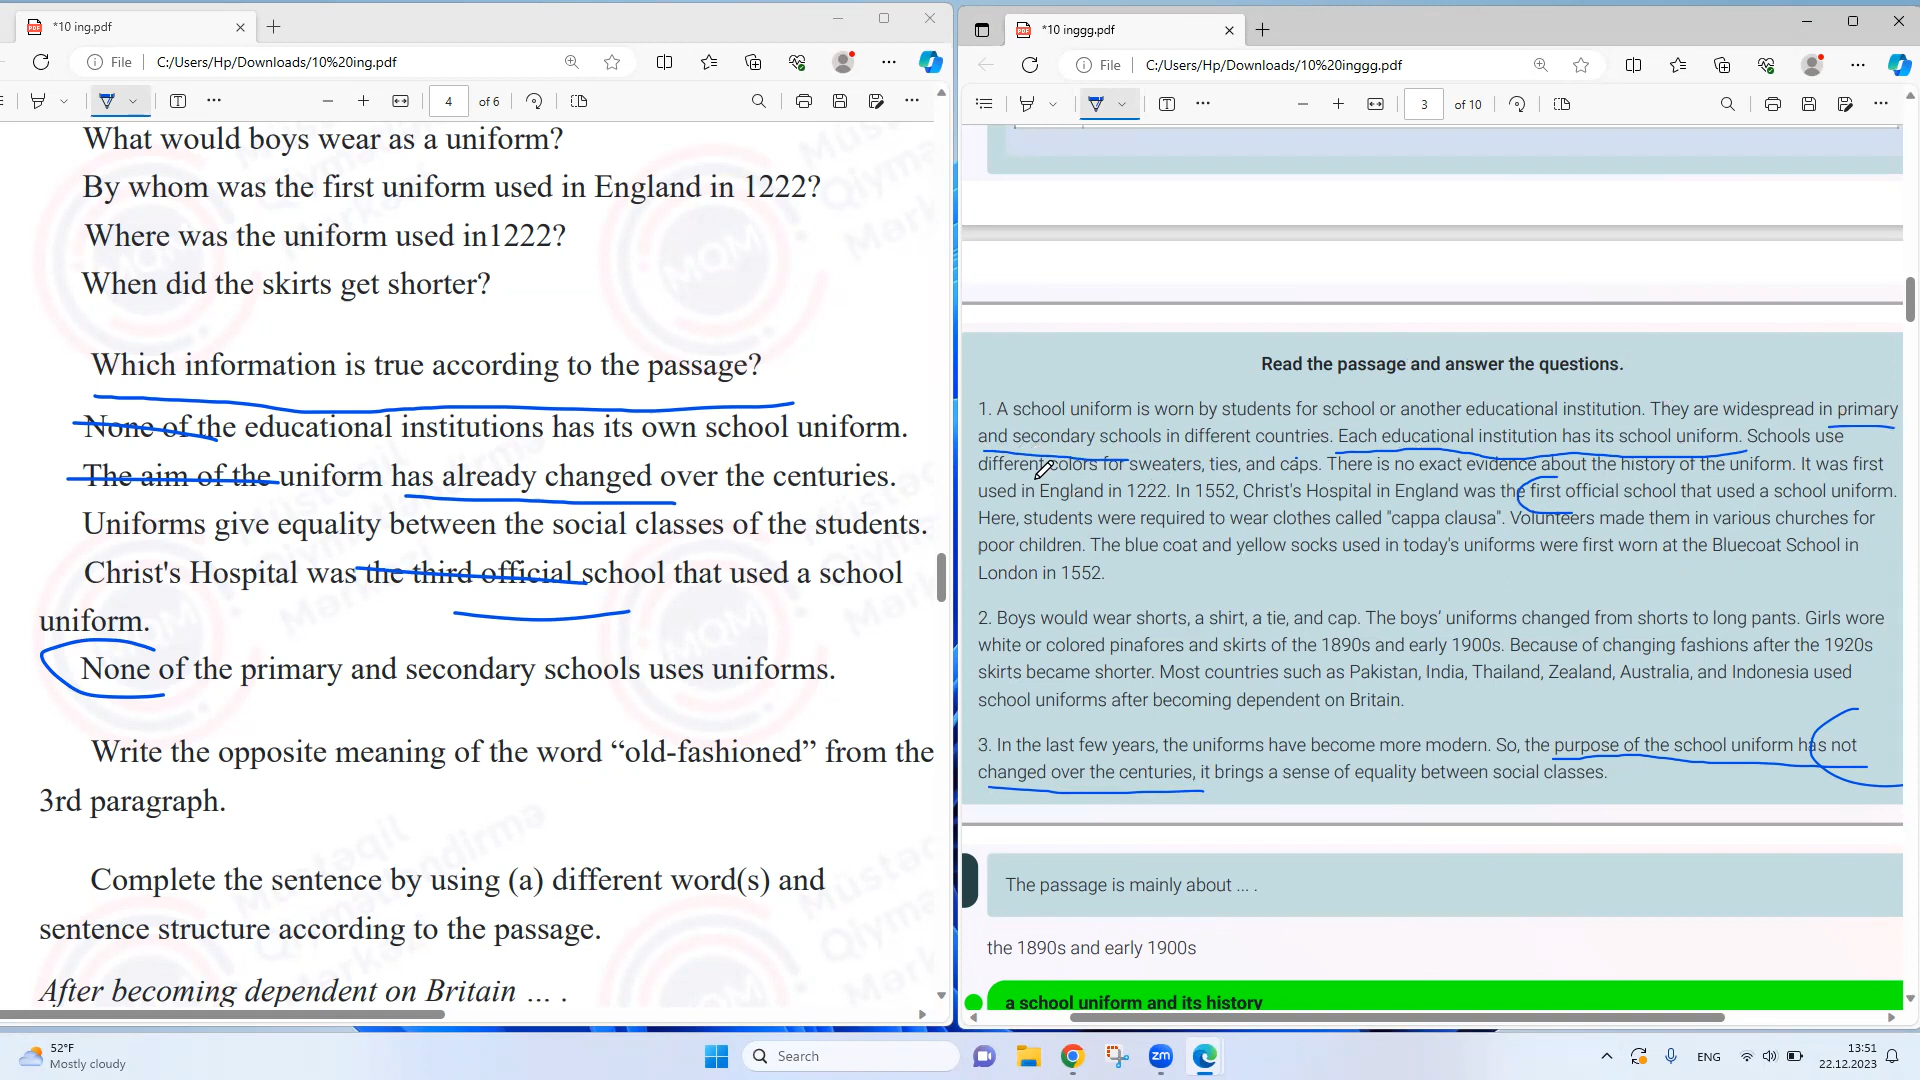 *10 ing.pdf
File
C:/Users/Hp/Downloads/10%20ing.pdf
4
of 6
What would boys wear as a uniform?
By whom was the first uniform used in England in 1222?
Where was the uniform used in1222?
When did the skirts get shorter?
Which information is true according to the passage?
None of the educational institutions has its own school uniform.
The aim of the uniform has already changed over the centuries.
Uniforms give equality between the social classes of the students.
Christ's Hospital was the third official school that used a school
uniform.
None of the primary and secondary schools uses uniforms.
Write the opposite meaning of the word “old-fashioned” from the
3rd paragraph.
Complete the sentence by using (a) different word(s) and
sentence structure according to the passage.
After becoming dependent on Britain ... .
*10 inggg.pdf
File
C:/Users/Hp/Downloads/10%20inggg.pdf
3
of 10
Read the passage and answer the questions.
1. A school uniform is worn by students for school or another educational institution. They are widespread in primary
and secondary schools in different countries. Each educational institution has its school uniform. Schools use
different colors for sweaters, ties, and caps. There is no exact evidence about the history of the uniform. It was first
used in England in 1222. In 1552, Christ's Hospital in England was the first official school that used a school uniform.
Here, students were required to wear clothes called "cappa clausa". Volunteers made them in various churches for
poor children. The blue coat and yellow socks used in today's uniforms were first worn at the Bluecoat School in
London in 1552.
2. Boys would wear shorts, a shirt, a tie, and cap. The boys’ uniforms changed from shorts to long pants. Girls wore
white or colored pinafores and skirts of the 1890s and early 1900s. Because of changing fashions after the 1920s
skirts became shorter. Most countries such as Pakistan, India, Thailand, Zealand, Australia, and Indonesia used
school uniforms after becoming dependent on Britain.
3. In the last few years, the uniforms have become more modern. So, the purpose of the school uniform has not
changed over the centuries, it brings a sense of equality between social classes.
The passage is mainly about ... .
the 1890s and early 1900s
a school uniform and its history
52°F
Mostly cloudy
Search
ENG
13:51
22.12.2023